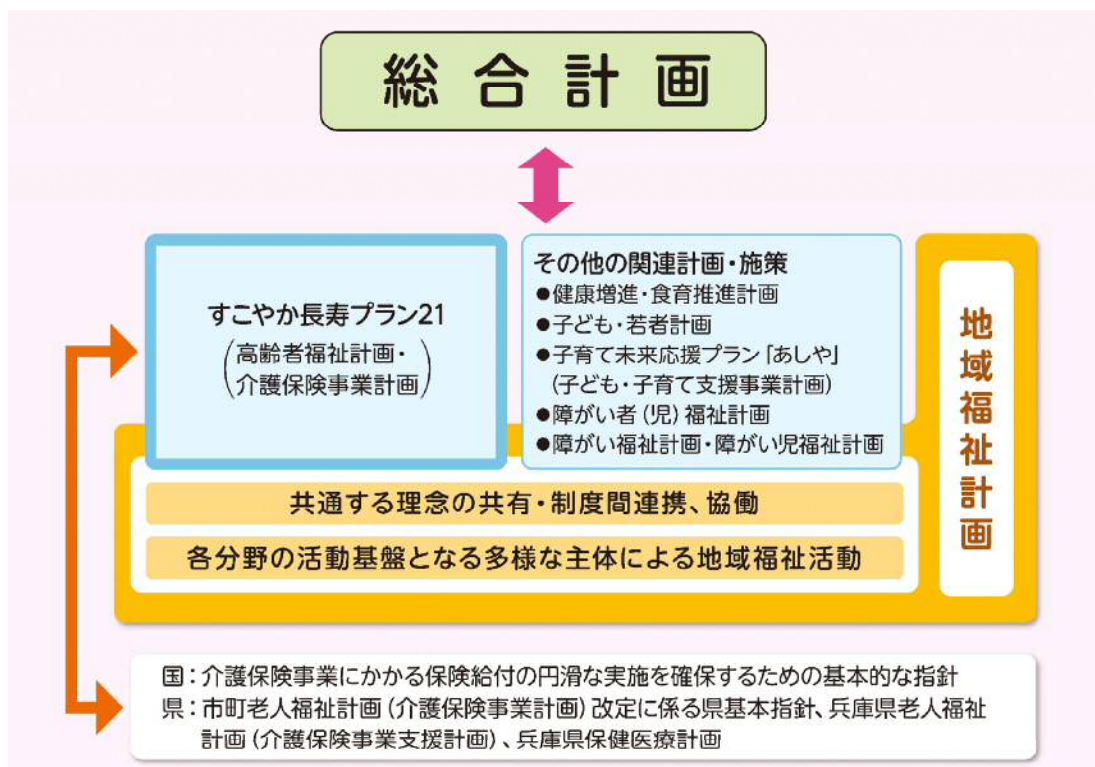 総合計画
すこやか長寿プラン21
(高齢者福祉計画・
介護保険事業計画)
その他の関連計画・施策
●健康増進・食育推進計画
●子ども・若者計画
●子育て未来応援プラン「あしや」
(子ども・子育て支援事業計画)
●障がい者(児)福祉計画
●障がい福祉計画・障がい児福祉計画
地域福祉計画
共通する理念の共有・制度間連携、協働
各分野の活動基盤となる多様な主体による地域福祉活動
国:介護保険事業にかかる保険給付の円滑な実施を確保するための基本的な指針
県:市町老人福祉計画(介護保険事業計画)改定に係る県基本指針、兵庫県老人福祉
計画(介護保険事業支援計画)、兵庫県保健医療計画